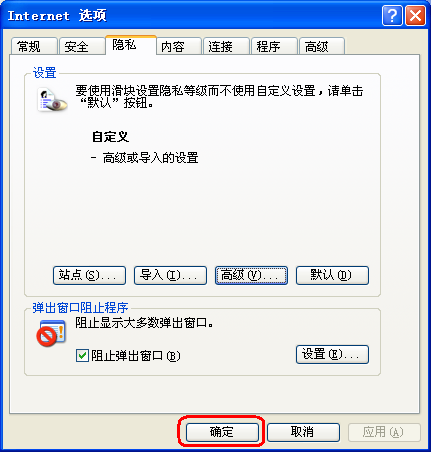 Internet 选项
常规 安全 隐私 内容 连接 程序 高级
设置
要使用滑块设置隐私等级而不使用自定义设置，请单击
“默认”按钮。
自定义
- 高级或导入的设置
站点(S)... 导入(I)... 高级(V)... 默认(D)
弹出窗口阻止程序
阻止显示大多数弹出窗口。
阻止弹出窗口(B) 设置(E)...
确定 取消 应用(A)